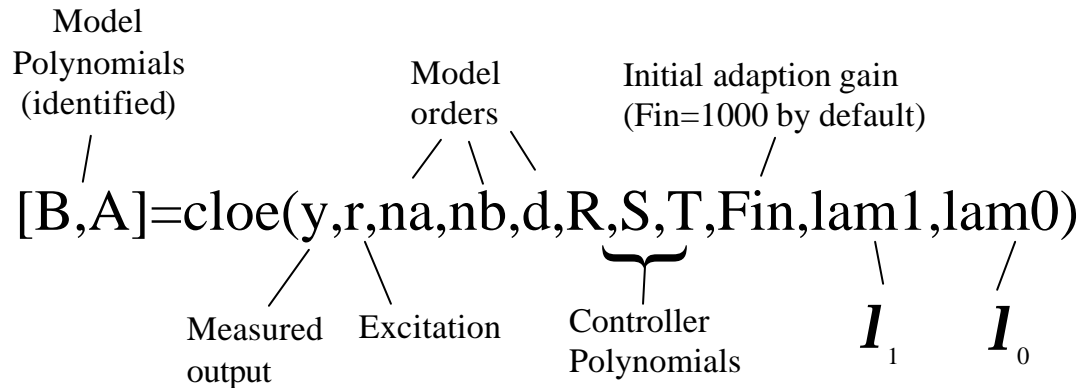 Model
Polynomials
(identified)
Model
orders
Initial adaption gain
(Fin=1000 by default)
[B,A]=cloe(y,r,na,nb,d,R,S,T,Fin,lam1,lam0)
Measured
output
Excitation
Controller
Polynomials
l₁
l₀